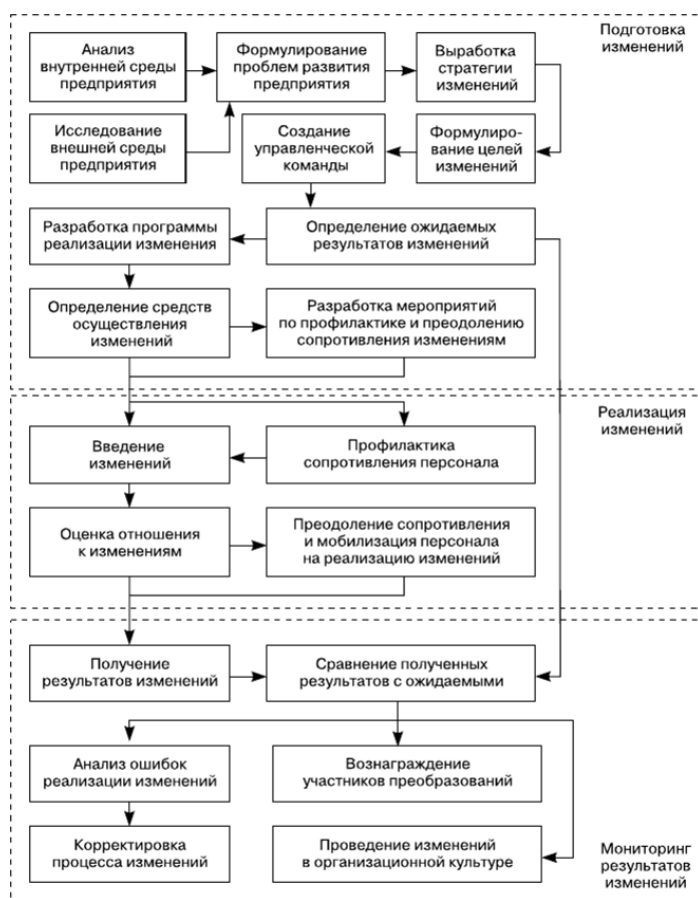 Подготовка
изменений
Анализ
внутренней среды
предприятия
Формулирование
проблем развития
предприятия
Выработка
стратегии
изменений
Исследование
внешней среды
предприятия
Создание
управленческой
команды
Формулиро-
вание целей
изменений
Разработка программы
реализации изменения
Определение ожидаемых
результатов изменений
Определение средств
осуществления
изменений
Разработка мероприятий
по профилактике и преодолению
сопротивления изменениям
Реализация
изменений
Введение
изменений
Профилактика
сопротивления персонала
Оценка отношения
к изменениям
Преодоление сопротивления
и мобилизация персонала
на реализацию изменений
Получение
результатов изменений
Сравнение полученных
результатов с ожидаемыми
Анализ ошибок
реализации изменений
Вознаграждение
участников преобразований
Корректировка
процесса изменений
Проведение изменений
в организационной культуре
Мониторинг
результатов
изменений